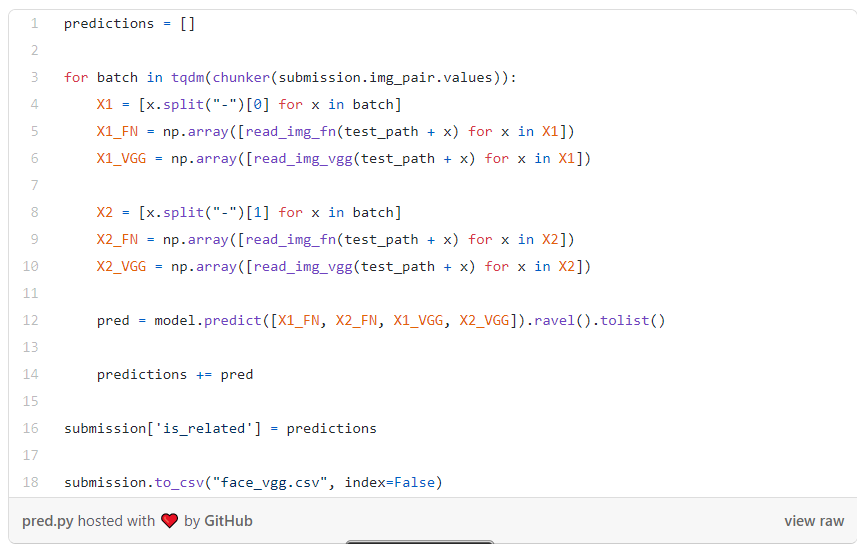 1 predictions = []
2
3 for batch in tqdm(chunker(submission.img_pair.values)):
4     X1 = [x.split("-")[0] for x in batch]
5     X1_FN = np.array([read_img_fn(test_path + x) for x in X1])
6     X1_VGG = np.array([read_img_vgg(test_path + x) for x in X1])
7
8     X2 = [x.split("-")[1] for x in batch]
9     X2_FN = np.array([read_img_fn(test_path + x) for x in X2])
10     X2_VGG = np.array([read_img_vgg(test_path + x) for x in X2])
11
12     pred = model.predict([X1_FN, X2_FN, X1_VGG, X2_VGG]).ravel().tolist()
13
14     predictions += pred
15
16 submission['is_related'] = predictions
17
18 submission.to_csv("face_vgg.csv", index=False)
pred.py hosted with ❤ by GitHub view raw